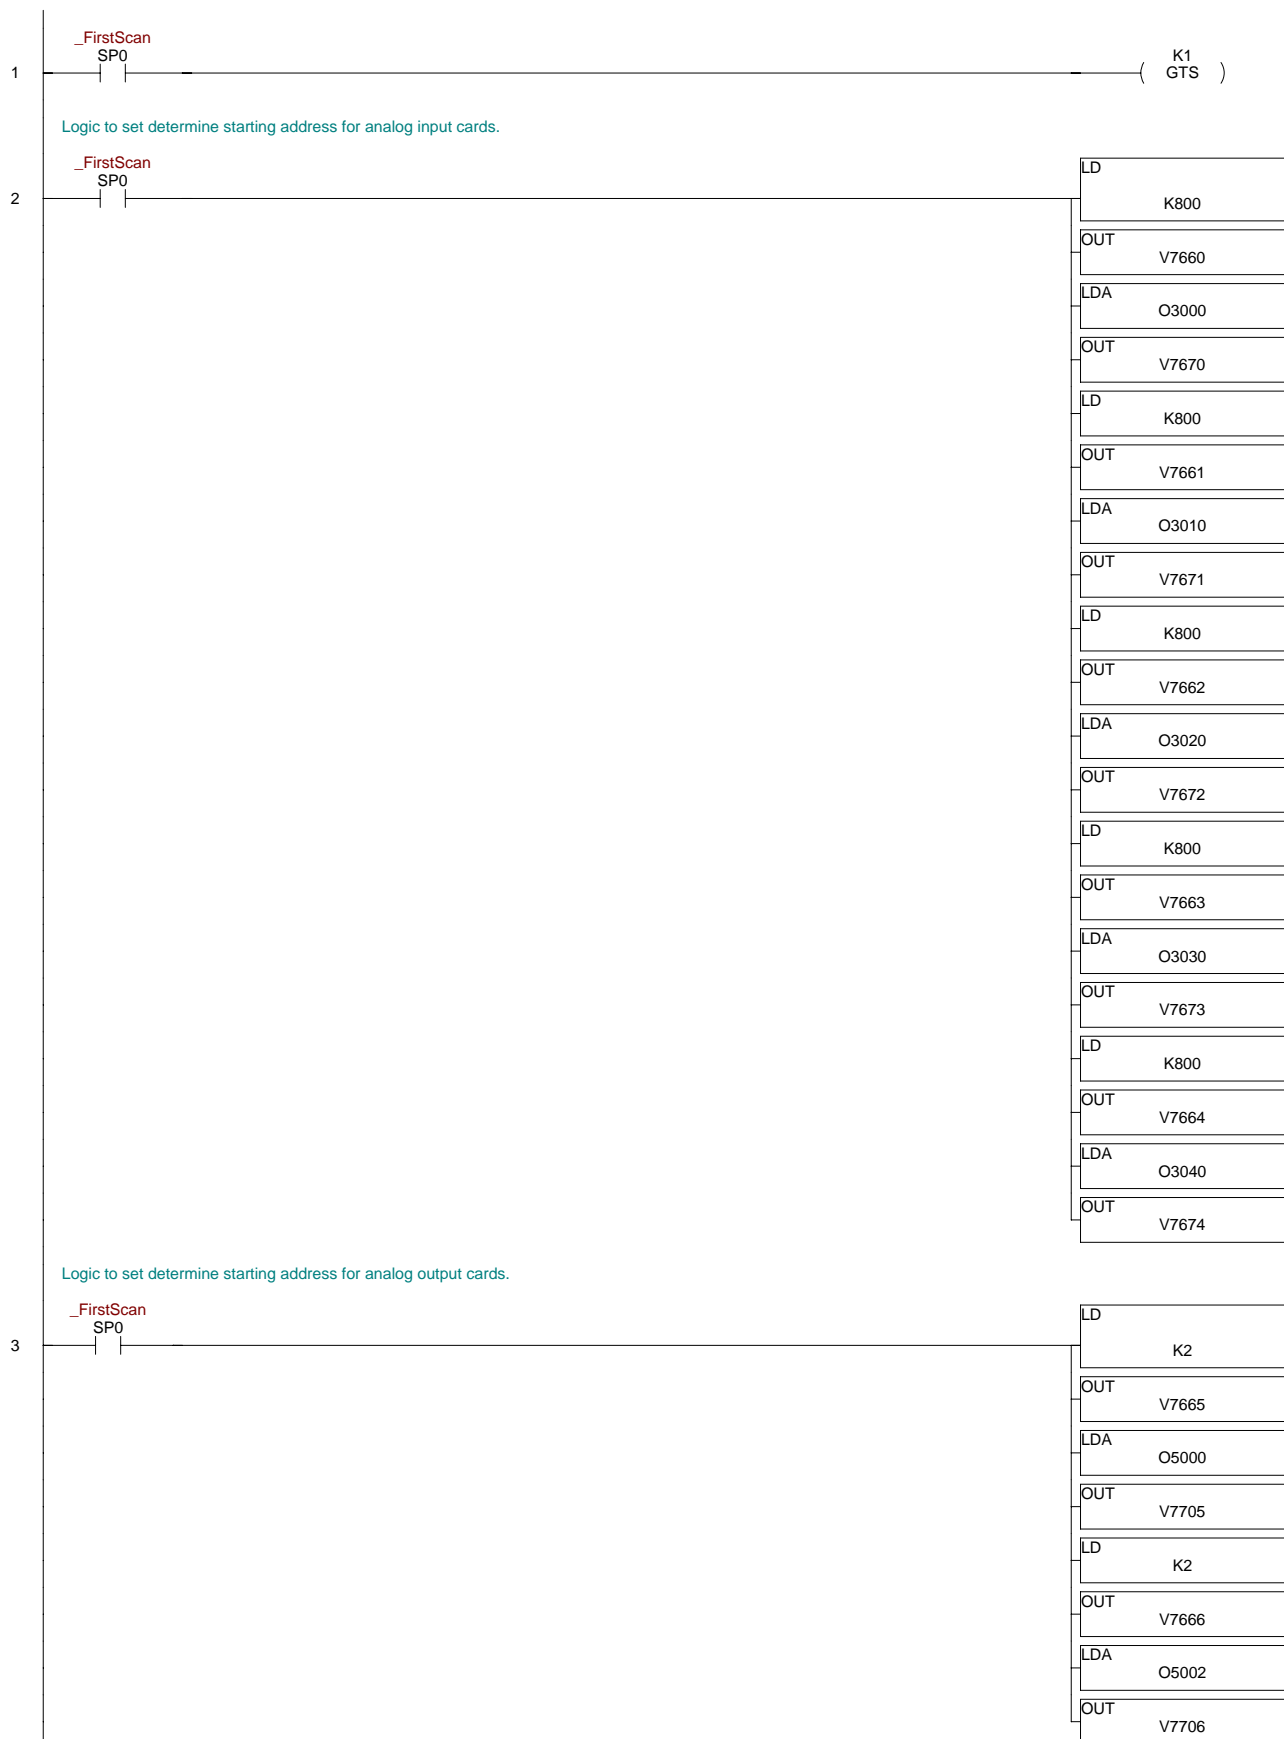 _FirstScan
SP0
K1
1
GTS
Logic to set determine starting address for analog input cards.
_FirstScan
SP0
LD
2
K800
OUT
V7660
LDA
O3000
OUT
V7670
LD
K800
OUT
V7661
LDA
O3010
OUT
V7671
LD
K800
OUT
V7662
LDA
O3020
OUT
V7672
LD
K800
OUT
V7663
LDA
O3030
OUT
V7673
LD
K800
OUT
V7664
LDA
O3040
OUT
V7674
Logic to set determine starting address for analog output cards.
_FirstScan
SP0
LD
3
K2
OUT
V7665
LDA
O5000
OUT
V7705
LD
K2
OUT
V7666
LDA
O5002
OUT
V7706